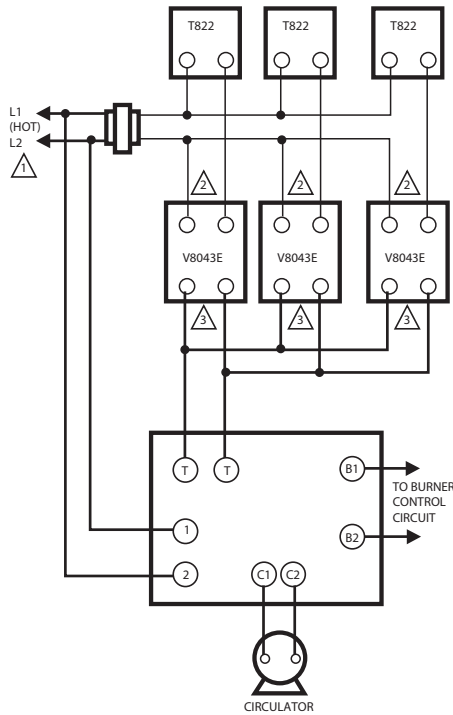 T822
T822
T822
L1
(HOT)
L2
1
2
2
2
V8043E
V8043E
V8043E
3
3
3
T
T
B1
TO BURNER
CONTROL
CIRCUIT
1
B2
2
C1
C2
CIRCULATOR